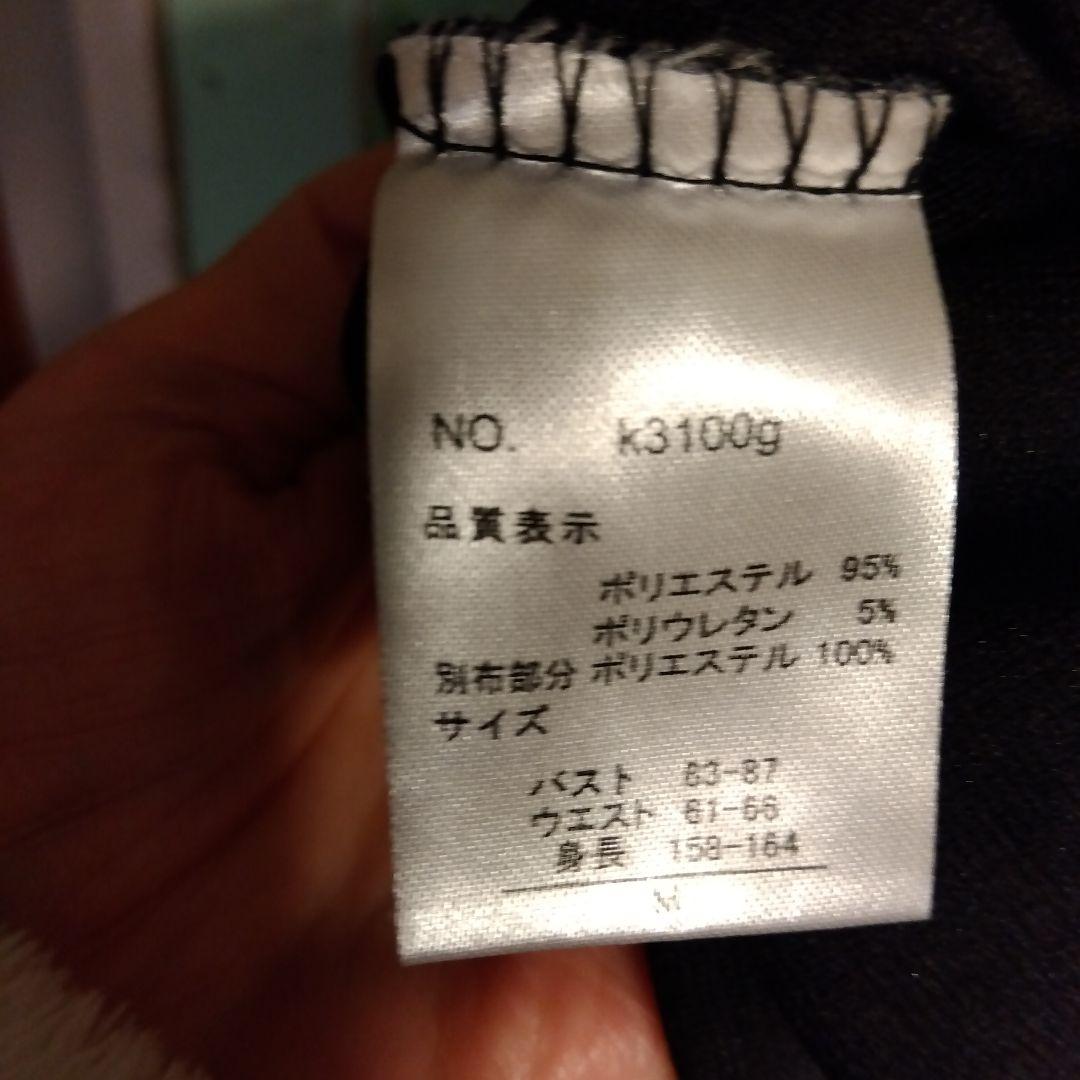 NO. k3100g
品質表示
ポリエステル 95%
ポリウレタン 5%
別布部分 ポリエステル 100%
サイズ
バスト 83-87
ウエスト 61-66
身長 158-164
M